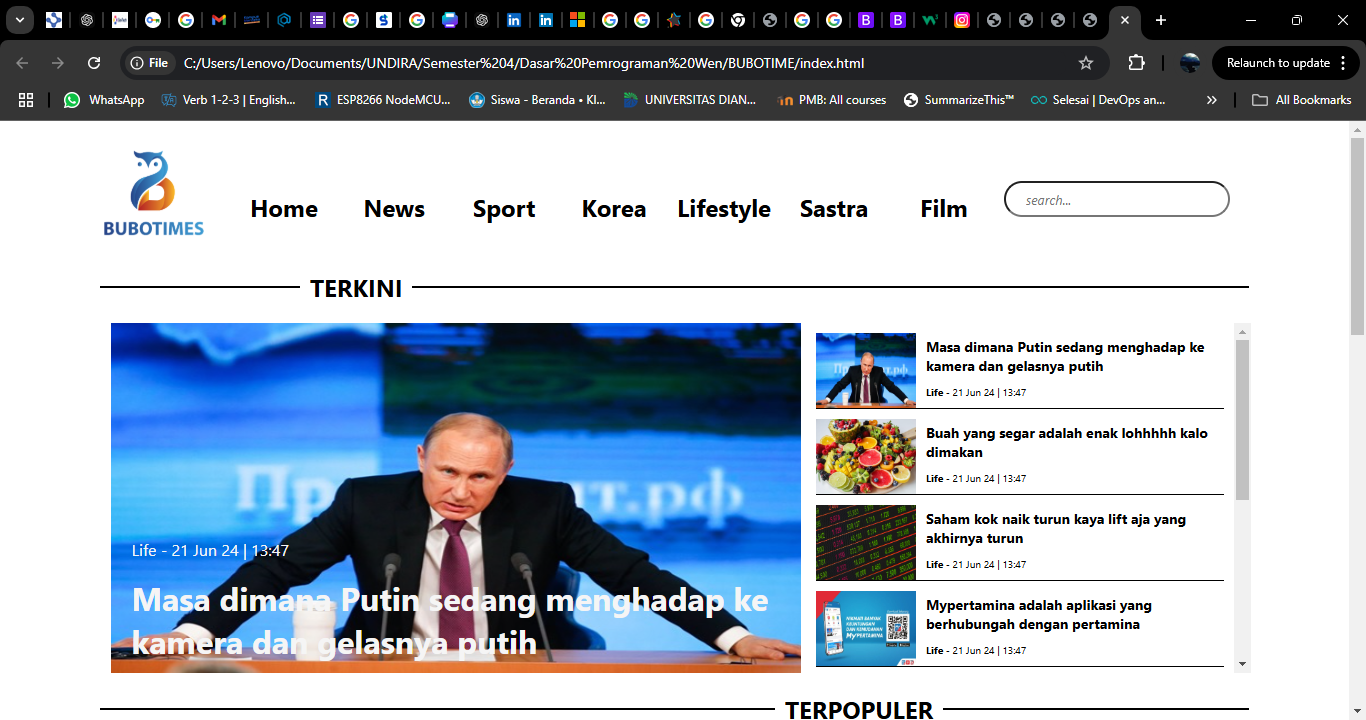 File
C:/Users/Lenovo/Documents/UNDIRA/Semester%204/Dasar%20Pemrograman%20Wen/BUBOTIME/index.html
Relaunch to update
WhatsApp
Verb 1-2-3 | English...
ESP8266 NodeMCU...
Siswa - Beranda • Kl...
UNIVERSITAS DIAN...
PMB: All courses
SummarizeThis™
Selesai | DevOps an...
»
All Bookmarks
BUBOTIMES
Home
News
Sport
Korea
Lifestyle
Sastra
Film
search...
TERKINI
Life - 21 Jun 24 | 13:47
Masa dimana Putin sedang menghadap ke
kamera dan gelasnya putih
Masa dimana Putin sedang menghadap ke
kamera dan gelasnya putih
Life - 21 Jun 24 | 13:47
Buah yang segar adalah enak lohhhhh kalo
dimakan
Life - 21 Jun 24 | 13:47
Saham kok naik turun kaya lift aja yang
akhirnya turun
Life - 21 Jun 24 | 13:47
Mypertamina adalah aplikasi yang
berhubungah dengan pertamina
Life - 21 Jun 24 | 13:47
TERPOPULER